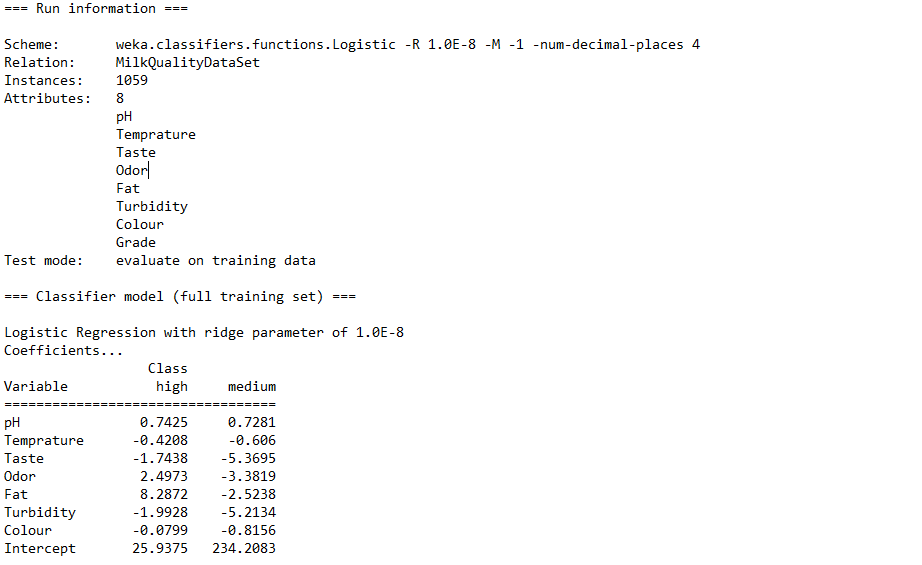 === Run information ===
Scheme: weka.classifiers.functions.Logistic -R 1.0E-8 -M -1 -num-decimal-places 4
Relation: MilkQualityDataSet
Instances: 1059
Attributes: 8
pH
Temprature
Taste
Odor
Fat
Turbidity
Colour
Grade
Test mode: evaluate on training data
=== Classifier model (full training set) ===
Logistic Regression with ridge parameter of 1.0E-8
Coefficients...
Class
Variable high medium
==================================
pH 0.7425 0.7281
Temprature -0.4208 -0.606
Taste -1.7438 -5.3695
Odor 2.4973 -3.3819
Fat 8.2872 -2.5238
Turbidity -1.9928 -5.2134
Colour -0.0799 -0.8156
Intercept 25.9375 234.2083